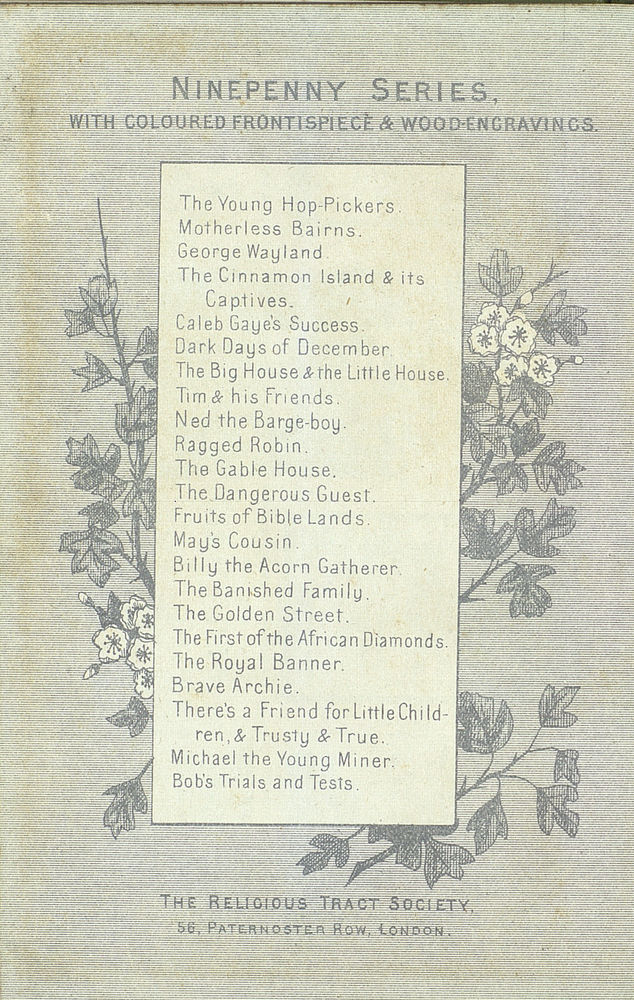 NINEPENNY SERIES,
WITH COLOURED FRONTISPIECE & WOOD-ENGRAVINGS.
The Young Hop-Pickers.
Motherless Bairns.
George Wayland.
The Cinnamon Island & its
Captives.
Caleb Gaye's Success.
Dark Days of December.
The Big House & the Little House.
Tim & his Friends.
Ned the Barge-boy.
Ragged Robin.
The Gable House.
The Dangerous Guest.
Fruits of Bible Lands.
May's Cousin.
Billy the Acorn Gatherer.
The Banished Family.
The Golden Street.
The First of the African Diamonds.
The Royal Banner.
Brave Archie.
There's a Friend for Little Child-
ren, & Trusty & True.
Michael the Young Miner.
Bob's Trials and Tests.
THE RELIGIOUS TRACT SOCIETY,
56, PATERNOSTER ROW, LONDON.